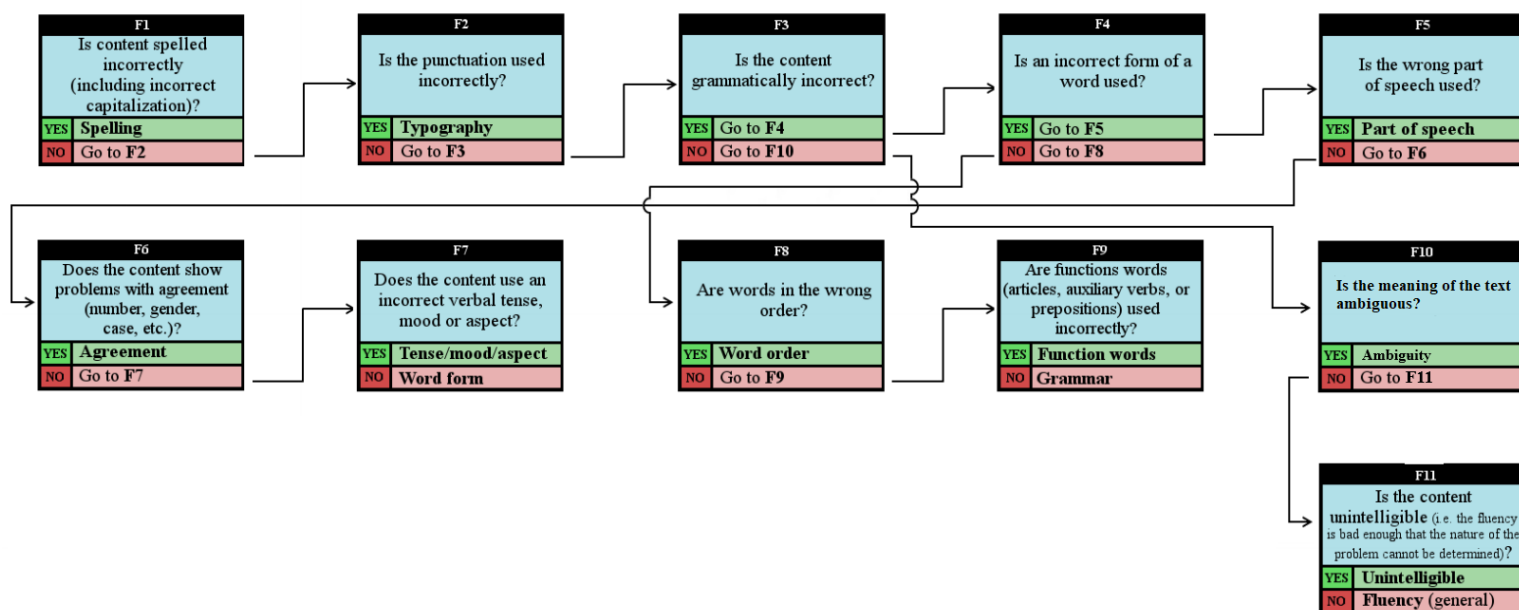 F1
Is content spelled
incorrectly
(including incorrect
capitalization)?
YES Spelling
NO Go to F2
F2
Is the punctuation used
incorrectly?
YES Typography
NO Go to F3
F3
Is the content
grammatically incorrect?
YES Go to F4
NO Go to F10
F4
Is an incorrect form of a
word used?
YES Go to F5
NO Go to F8
F5
Is the wrong part
of speech used?
YES Part of speech
NO Go to F6
F6
Does the content show
problems with agreement
(number, gender,
case, etc.)?
YES Agreement
NO Go to F7
F7
Does the content use an
incorrect verbal tense,
mood or aspect?
YES Tense/mood/aspect
NO Word form
F8
Are words in the wrong
order?
YES Word order
NO Go to F9
F9
Are functions words
(articles, auxiliary verbs, or
prepositions) used
incorrectly?
YES Function words
NO Grammar
F10
Is the meaning of the text
ambiguous?
YES Ambiguity
NO Go to F11
F11
Is the content
unintelligible (i.e. the fluency
is bad enough that the nature of the
problem cannot be determined)?
YES Unintelligible
NO Fluency (general)